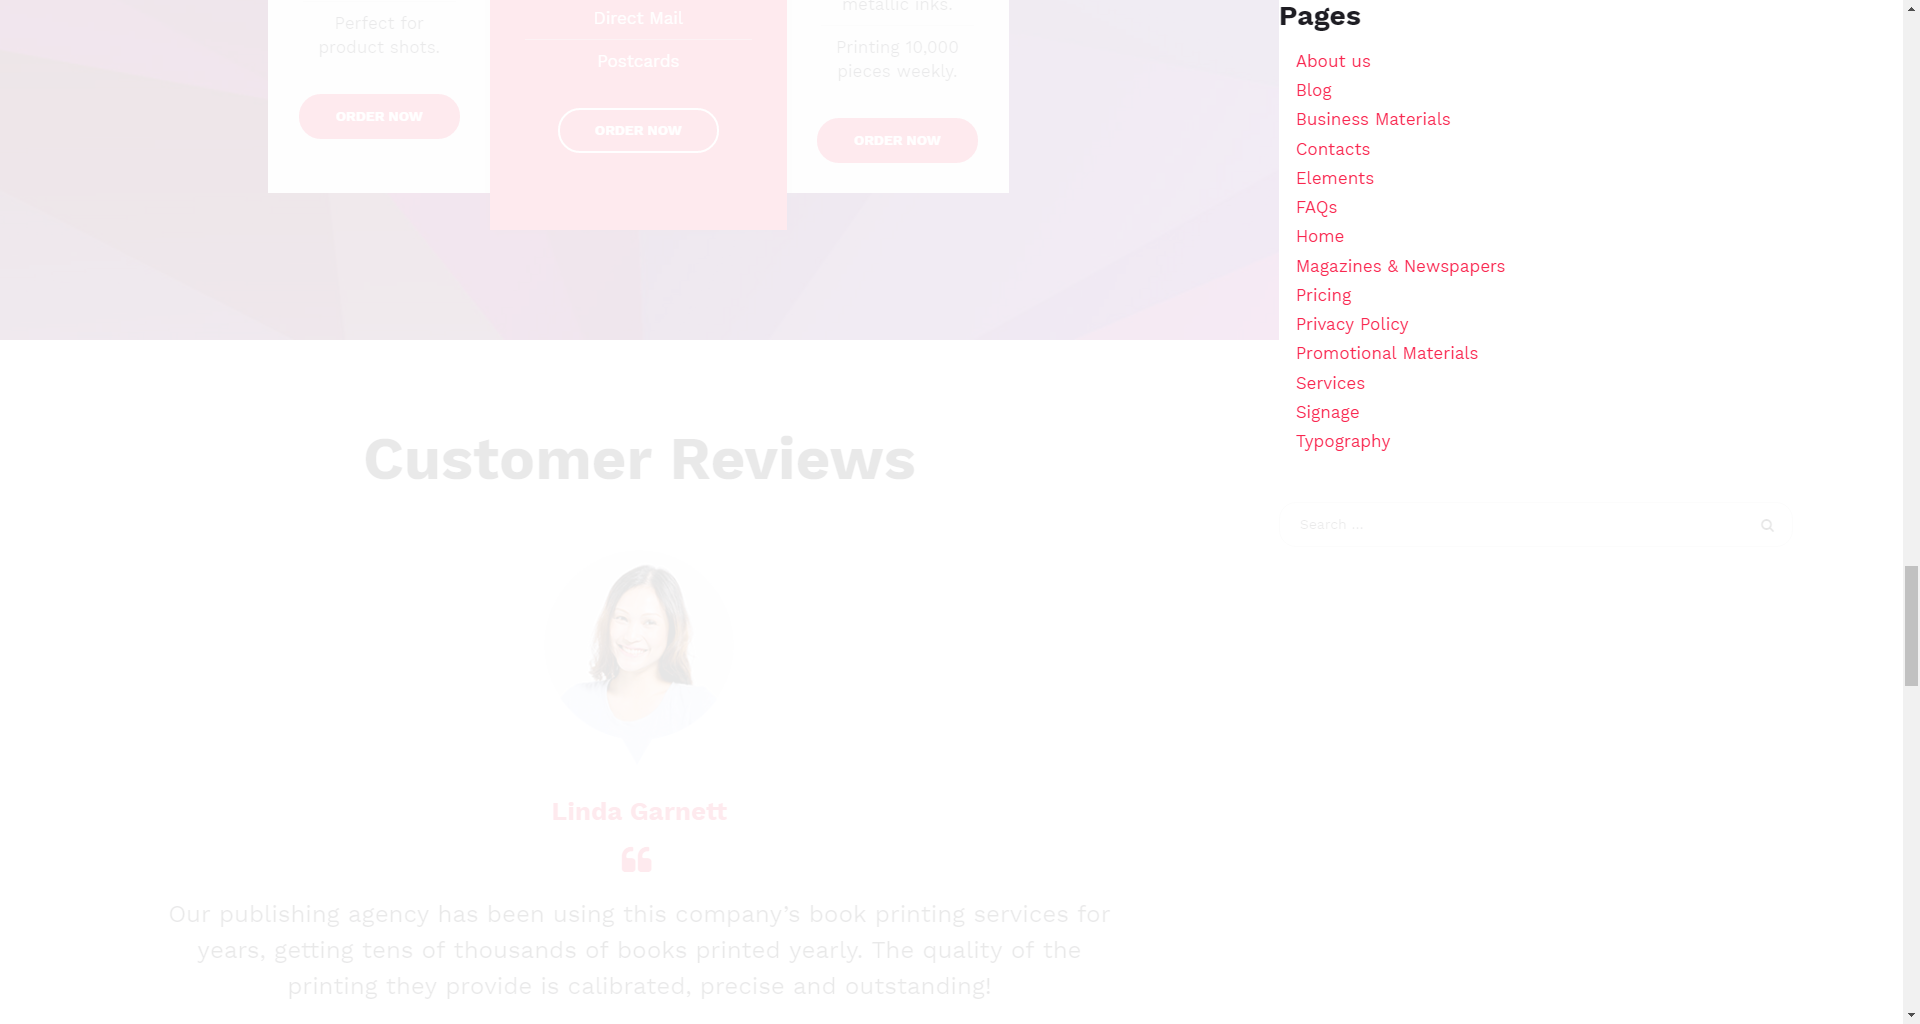 Perfect for
product shots.
ORDER NOW
Direct Mail
Postcards
ORDER NOW
metallic inks.
Printing 10,000
pieces weekly.
ORDER NOW
Customer Reviews
Linda Garnett
“
Our publishing agency has been using this company’s book printing services for
years, getting tens of thousands of books printed yearly. The quality of the
printing they provide is calibrated, precise and outstanding!
Pages
About us
Blog
Business Materials
Contacts
Elements
FAQs
Home
Magazines & Newspapers
Pricing
Privacy Policy
Promotional Materials
Services
Signage
Typography
Search ...